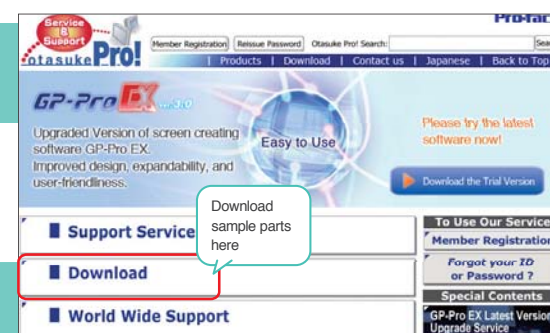 Service
&
Support
otasuke Pro!
Pro-fac
Member Registration Reissue Password Otasuke Pro! Search: Sea
| Products | Download | Contact us | Japanese | Back to Top
GP-Pro EX
Upgraded Version of screen creating
software GP-Pro EX.
Improved design, expandability, and
user-friendliness.
Easy to Use
Please try the latest
software now!
Download the Trial Version
Download
sample parts
here
Support Service
Download
World Wide Support
To Use Our Service
Member Registration
Forgot your ID
or Password ?
Special Contents
GP-Pro EX Latest Version
Upgrade Service